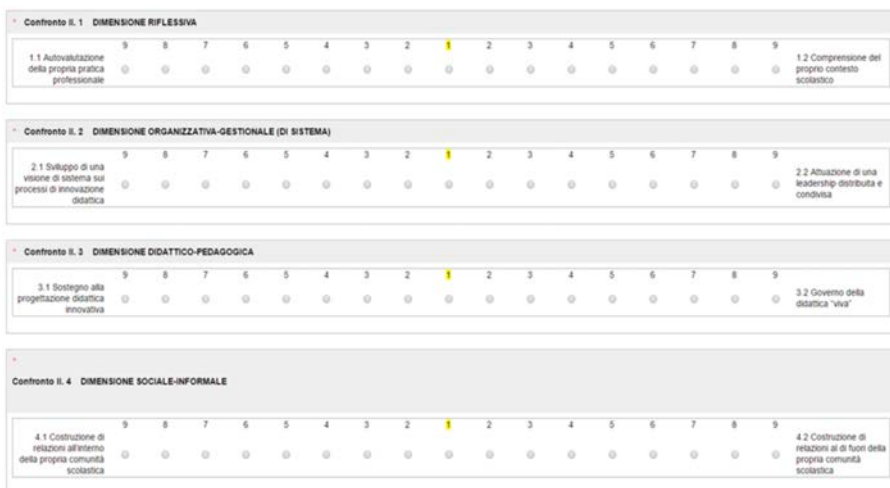 * Confronto II. 1 DIMENSIONE RIFLESSIVA
9 8 7 6 5 4 3 2 1 2 3 4 5 6 7 8 9
1.1 Autovalutazione
della propria pratica
professionale
1.2 Comprensione del
proprio contesto
scolastico
* Confronto II. 2 DIMENSIONE ORGANIZZATIVA-GESTIONALE (DI SISTEMA)
9 8 7 6 5 4 3 2 1 2 3 4 5 6 7 8 9
2.1 Sviluppo di una
visione di sistema sui
processi di innovazione
didattica
2.2 Attuazione di una
leadership distribuita e
condivisa
* Confronto II. 3 DIMENSIONE DIDATTICO-PEDAGOGICA
9 8 7 6 5 4 3 2 1 2 3 4 5 6 7 8 9
3.1 Sostegno alla
progettazione didattica
innovativa
3.2 Governo della
didattica "viva"
*
Confronto II. 4 DIMENSIONE SOCIALE-INFORMALE
9 8 7 6 5 4 3 2 1 2 3 4 5 6 7 8 9
4.1 Costruzione di
relazioni all'interno
della propria comunità
scolastica
4.2 Costruzione di
relazioni al di fuori della
propria comunità
scolastica